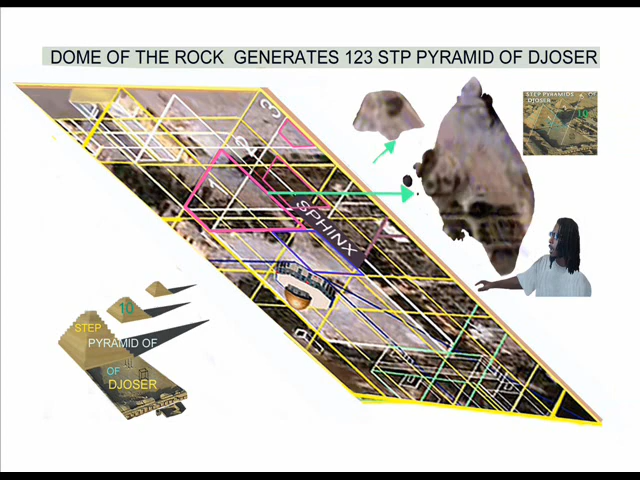 DOME OF THE ROCK GENERATES 123 STP PYRAMID OF DJOSER
STEP PYRAMIDS
DJOSER
10
3
2
1
SPHINX
10
STEP
PYRAMID OF
OF
DJOSER